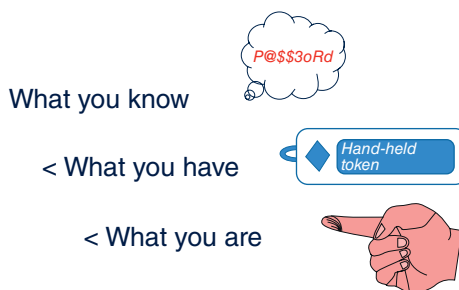 P@$$3oRd
What you know
Hand-held
token
< What you have
< What you are